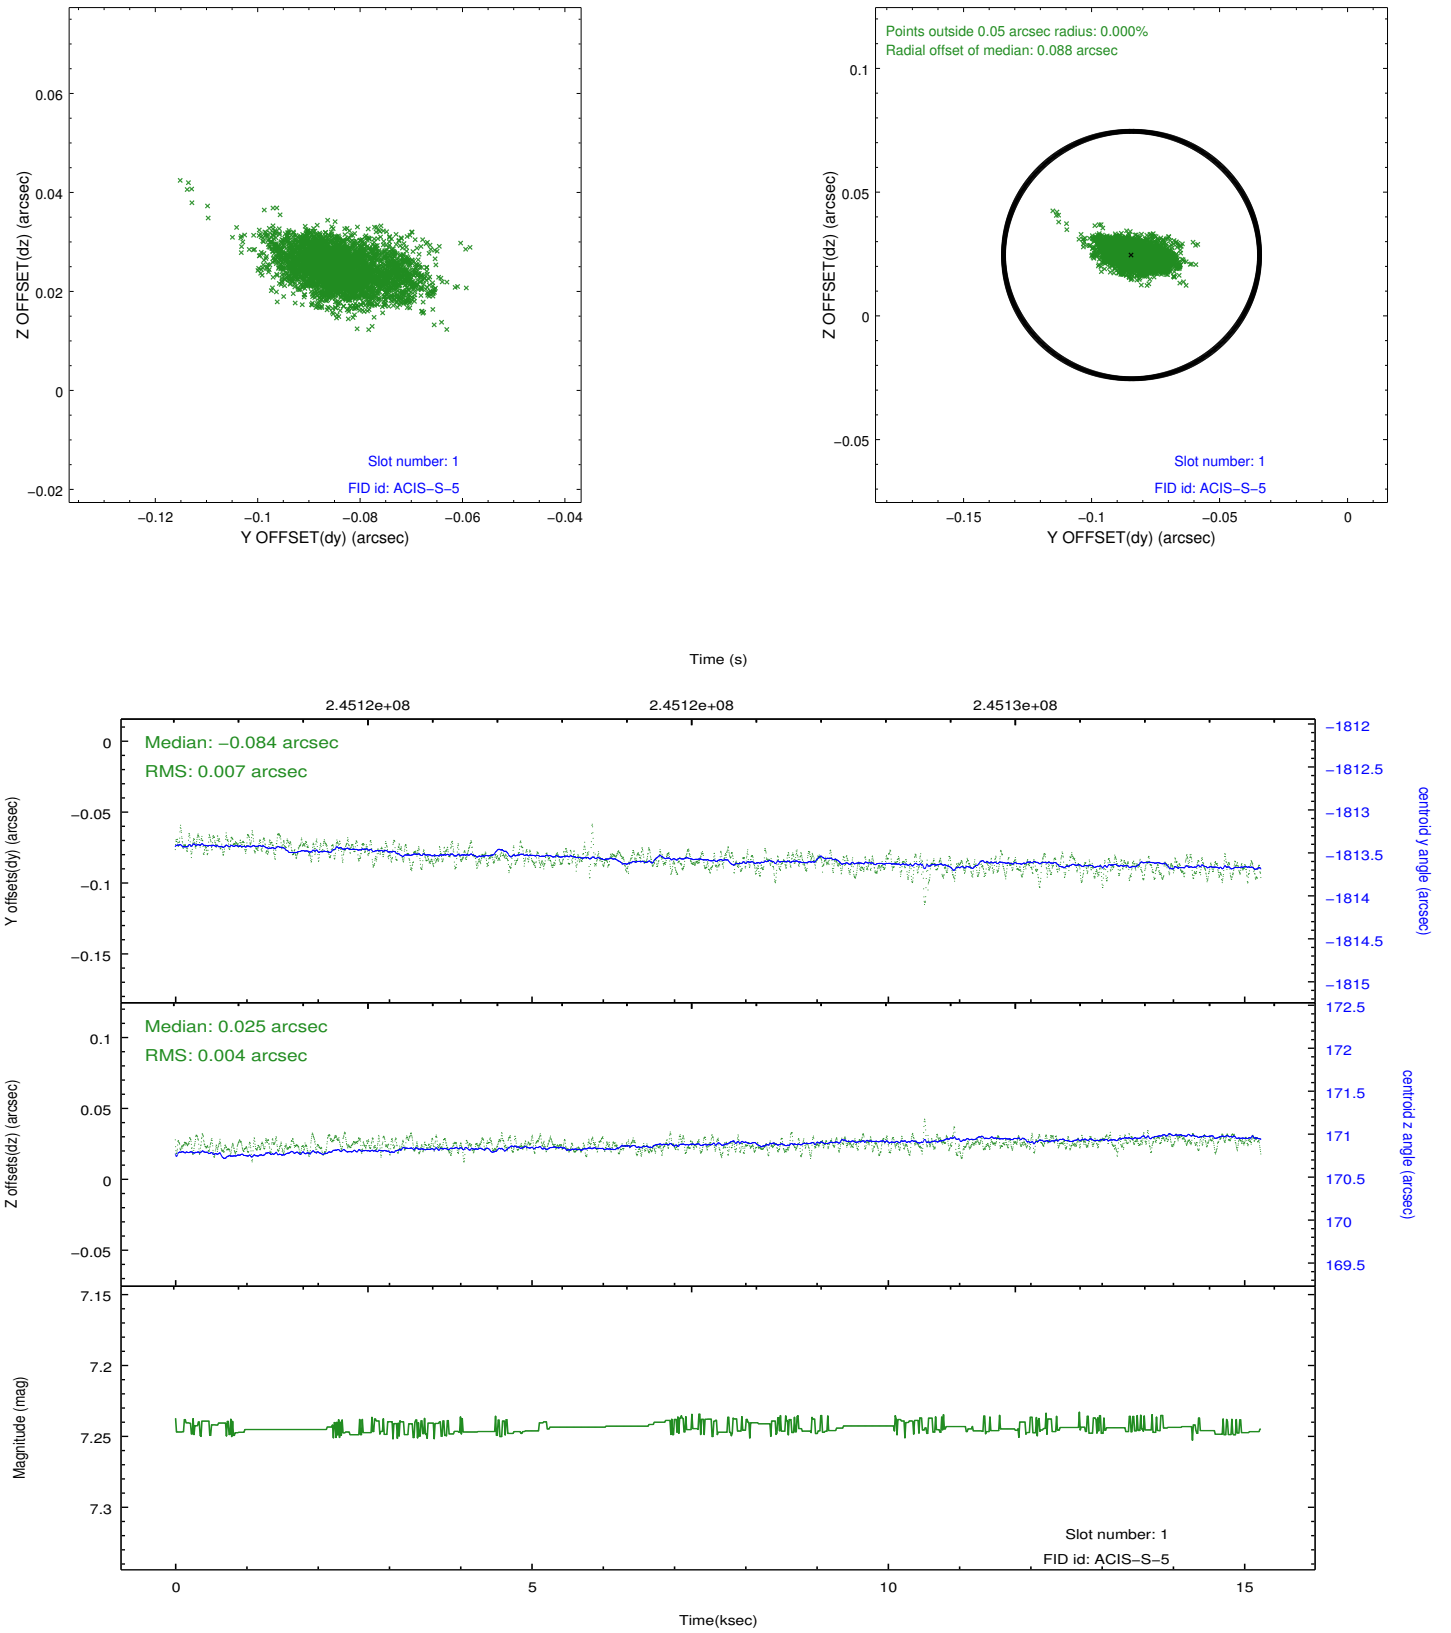 0.06
0.04
0.02
0
−0.02
Z OFFSET(dz) (arcsec)
Slot number: 1
FID id: ACIS−S−5
−0.12
−0.1
−0.08
−0.06
−0.04
Y OFFSET(dy) (arcsec)
Points outside 0.05 arcsec radius: 0.000%
Radial offset of median: 0.088 arcsec
0.1
0.05
0
−0.05
Z OFFSET(dz) (arcsec)
Slot number: 1
FID id: ACIS−S−5
−0.15
−0.1
−0.05
0
Y OFFSET(dy) (arcsec)
Time (s)
2.4512e+08
2.4512e+08
2.4513e+08
Median: −0.084 arcsec
RMS: 0.007 arcsec
0
−0.05
−0.1
−0.15
Y offsets(dy) (arcsec)
−1812
−1812.5
−1813
−1813.5
−1814
−1814.5
−1815
centroid y angle (arcsec)
Median: 0.025 arcsec
RMS: 0.004 arcsec
0.1
0.05
0
−0.05
Z offsets(dz) (arcsec)
172.5
172
171.5
171
170.5
170
169.5
centroid z angle (arcsec)
7.15
7.2
7.25
7.3
Magnitude (mag)
Slot number: 1
FID id: ACIS−S−5
0
5
10
15
Time(ksec)